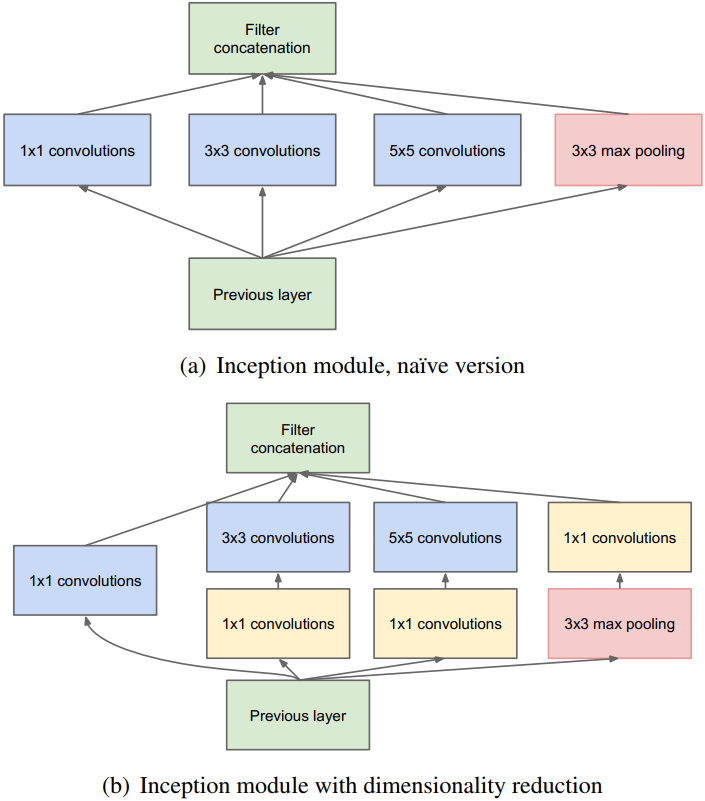 Filter
concatenation
1x1 convolutions
3x3 convolutions
5x5 convolutions
3x3 max pooling
Previous layer
(a) Inception module, naïve version
Filter
concatenation
3x3 convolutions
5x5 convolutions
1x1 convolutions
1x1 convolutions
1x1 convolutions
1x1 convolutions
3x3 max pooling
Previous layer
(b) Inception module with dimensionality reduction